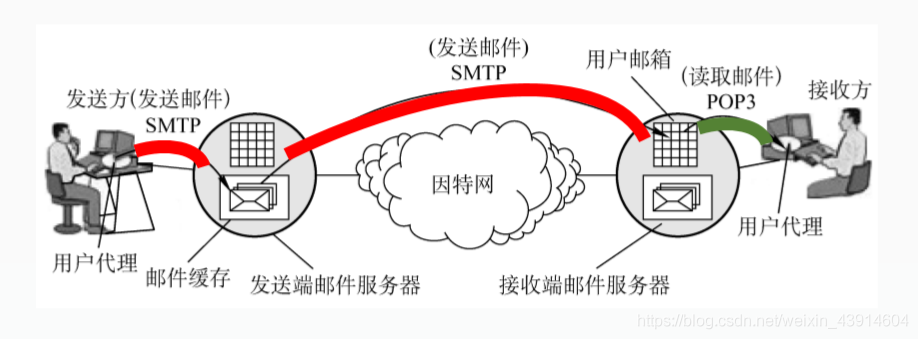 (发送邮件)
SMTP
用户邮箱
(读取邮件)
POP3
接收方
发送方(发送邮件)
SMTP
因特网
用户代理
用户代理
邮件缓存
发送端邮件服务器
接收端邮件服务器
https://blog.csdn.net/weixin_43914604